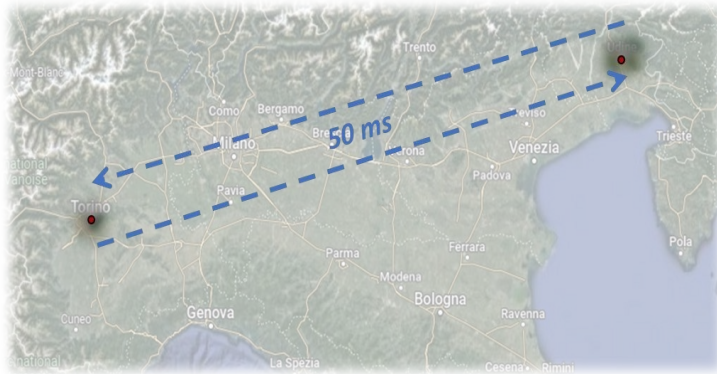 Trento
Mont-Blanc
Como
Bergamo
50 ms
Treviso
Milano
Verona
Venezia
Trieste
Padova
Pavia
Torino
Pola
Parma
Ferrara
Modena
Bologna
Cuneo
Genova
Ravenna
La Spezia
Cesena
Rimini